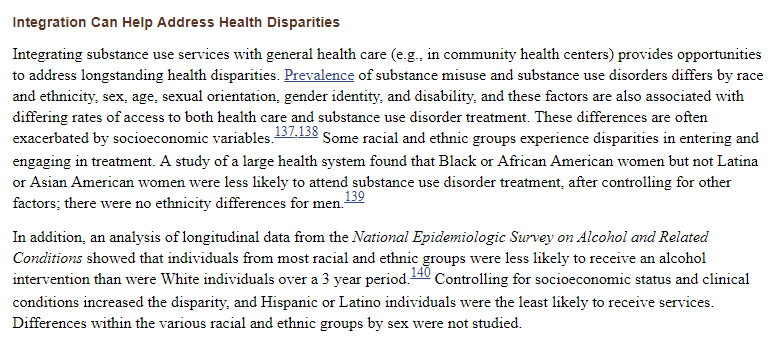 Integration Can Help Address Health Disparities
Integrating substance use services with general health care (e.g., in community health centers) provides opportunities
to address longstanding health disparities. Prevalence of substance misuse and substance use disorders differs by race
and ethnicity, sex, age, sexual orientation, gender identity, and disability, and these factors are also associated with
differing rates of access to both health care and substance use disorder treatment. These differences are often
exacerbated by socioeconomic variables.137,138 Some racial and ethnic groups experience disparities in entering and
engaging in treatment. A study of a large health system found that Black or African American women but not Latina
or Asian American women were less likely to attend substance use disorder treatment, after controlling for other
factors; there were no ethnicity differences for men.139
In addition, an analysis of longitudinal data from the National Epidemiologic Survey on Alcohol and Related
Conditions showed that individuals from most racial and ethnic groups were less likely to receive an alcohol
intervention than were White individuals over a 3 year period.140 Controlling for socioeconomic status and clinical
conditions increased the disparity, and Hispanic or Latino individuals were the least likely to receive services.
Differences within the various racial and ethnic groups by sex were not studied.